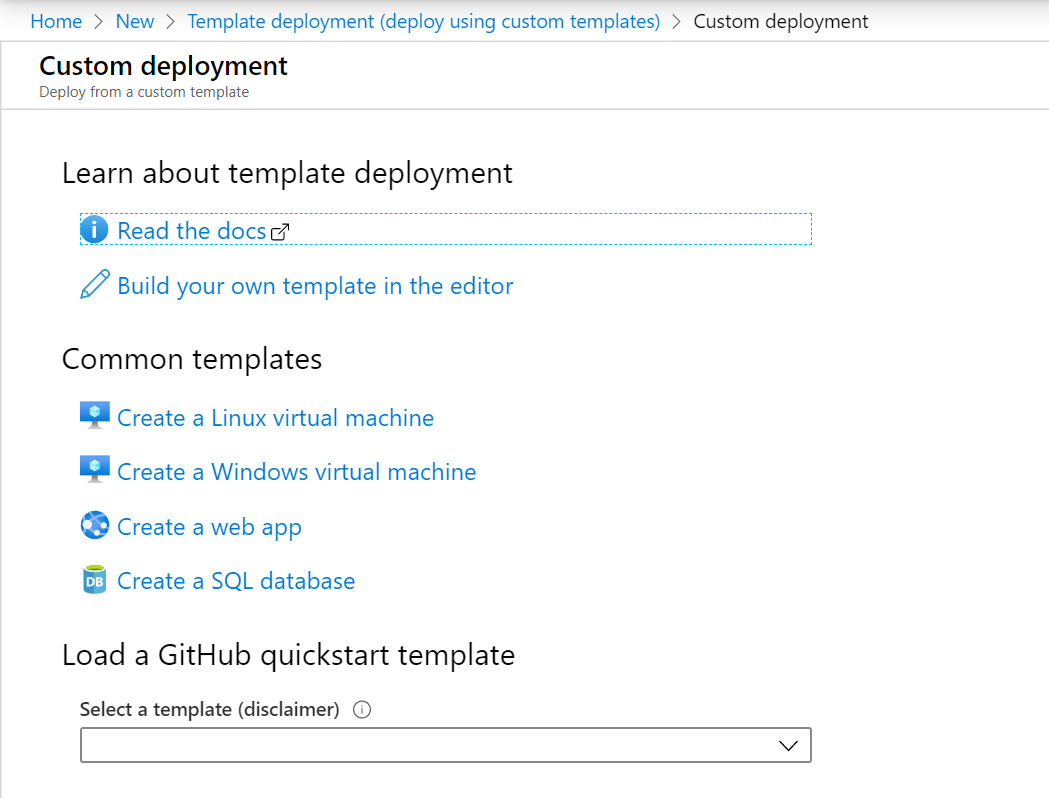 Home > New > Template deployment (deploy using custom templates) > Custom deployment
Custom deployment
Deploy from a custom template
Learn about template deployment
i Read the docs
Build your own template in the editor
Common templates
Create a Linux virtual machine
Create a Windows virtual machine
Create a web app
DB Create a SQL database
Load a GitHub quickstart template
Select a template (disclaimer) i